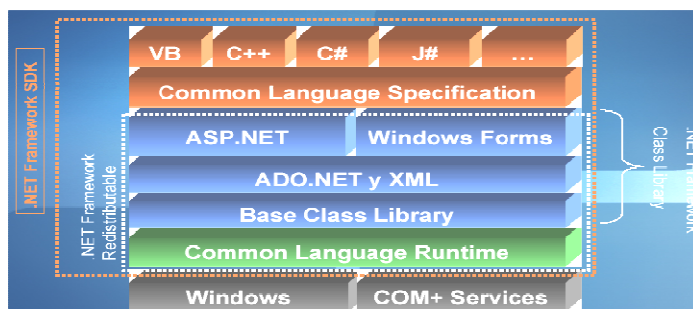 VB C++ C# J# ...
Common Language Specification
ASP.NET Windows Forms
ADO.NET y XML
Base Class Library
Common Language Runtime
Windows COM+ Services
.NET Framework SDK
.NET Framework
Redistributable
Class Library